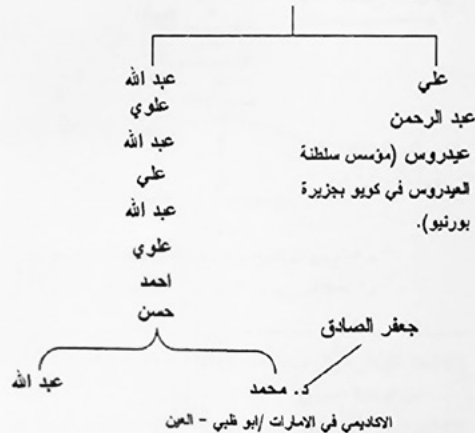 علي
عبد الرحمن
عيدروس (مؤسس سلطنة
العيدروس في كوبو بجزيرة
بورنيو).
عبد الله
علوي
عبد الله
علي
عبد الله
علوي
احمد
حسن
جعفر الصادق
د. محمد
عبد الله
الاكاديمي في الامارات /ابو ظبي - العين